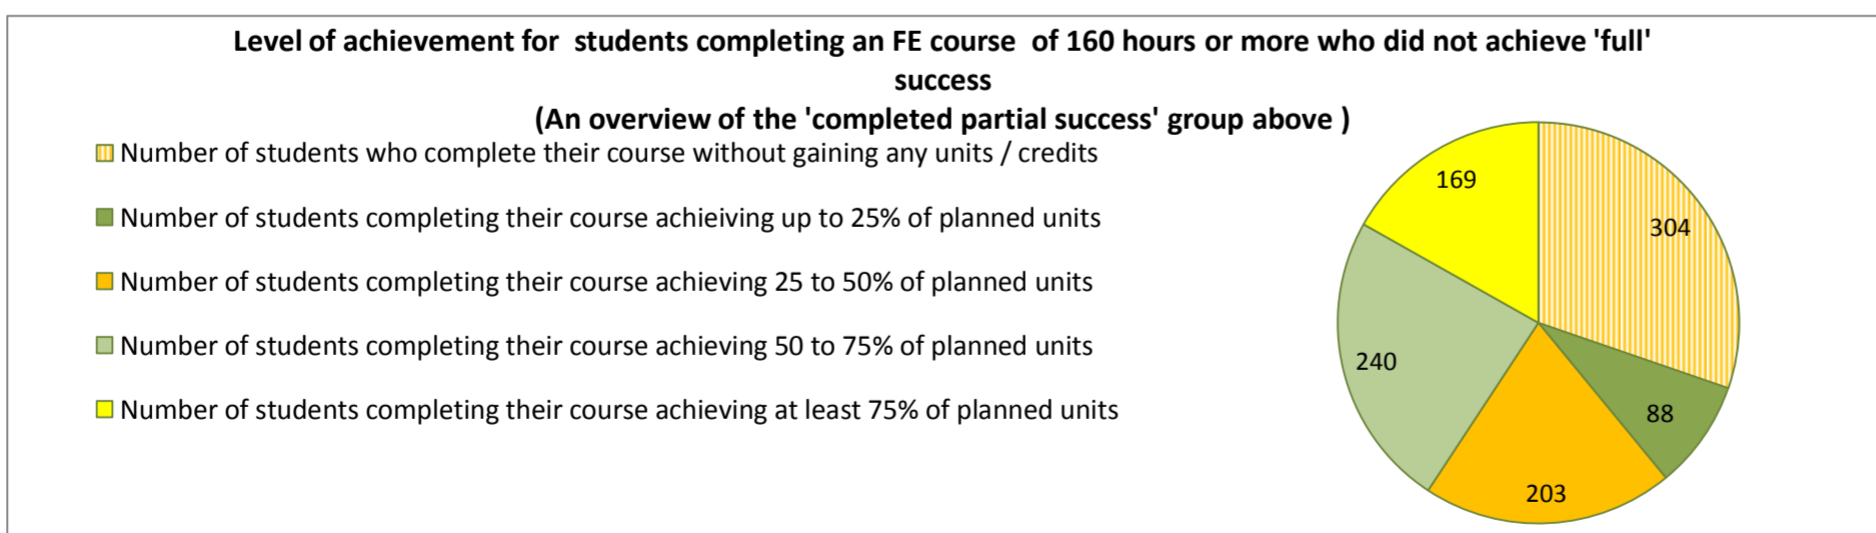 Level of achievement for  students completing an FE course  of 160 hours or more who did not achieve 'full'
success
(An overview of the 'completed partial success' group above )
Number of students who complete their course without gaining any units / credits
Number of students completing their course achieiving up to 25% of planned units
Number of students completing their course achieving 25 to 50% of planned units
Number of students completing their course achieving 50 to 75% of planned units
Number of students completing their course achieving at least 75% of planned units
169
304
240
88
203